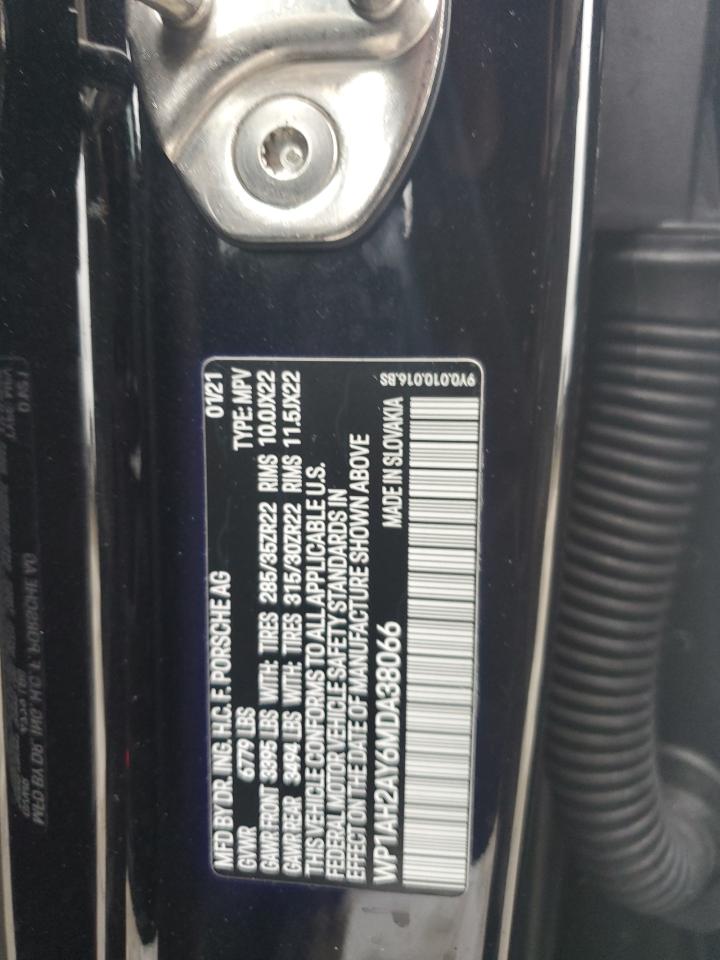 MFD BY DR. ING. H.C. F. PORSCHE AG 01/21
GVWR 6779 LBS TYPE: MPV
GAWR FRONT 3395 LBS WITH: TIRES 285/35ZR22 RIMS 10.0JX22
GAWR REAR 3494 LBS WITH: TIRES 315/30ZR22 RIMS 11.5JX22
THIS VEHICLE CONFORMS TO ALL APPLICABLE U.S.
FEDERAL MOTOR VEHICLE SAFETY STANDARDS IN
EFFECT ON THE DATE OF MANUFACTURE SHOWN ABOVE
WP1AH2AY6MDA38066 MADE IN SLOVAKIA
9Y0.010.016.BS